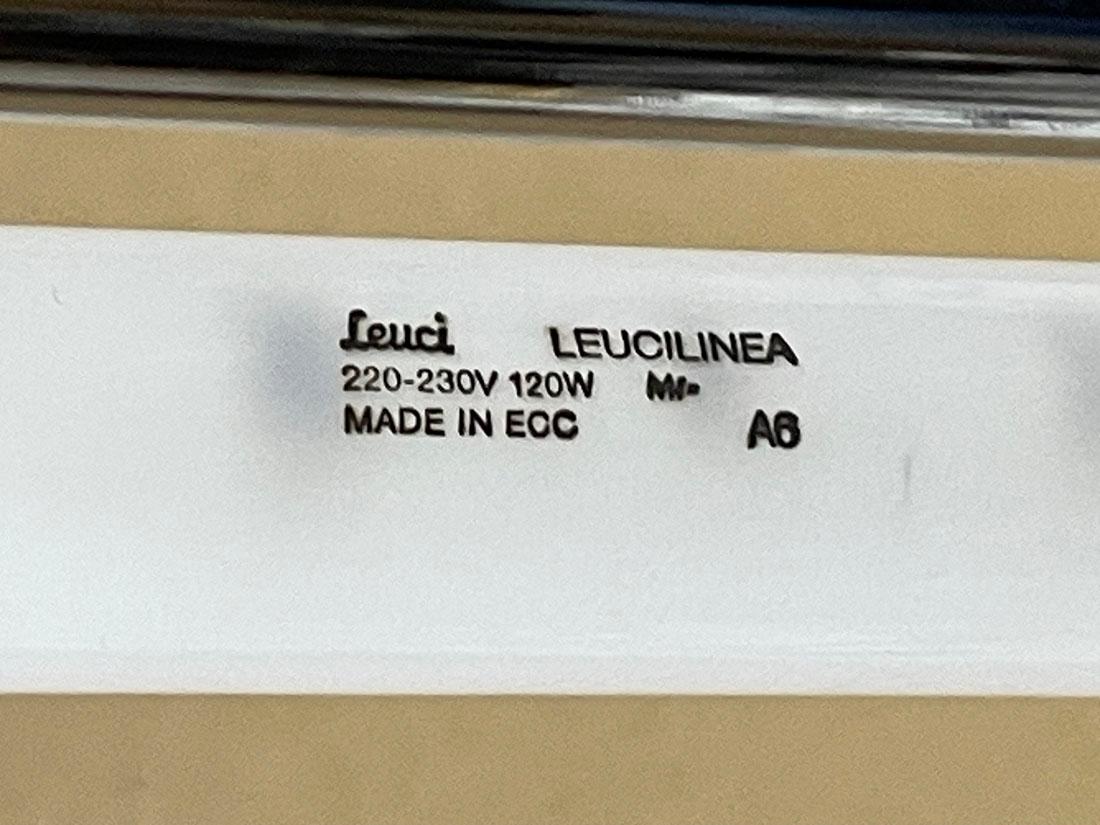 Leuci LEUCILINEA
220-230V 120W
MADE IN ECC
A6